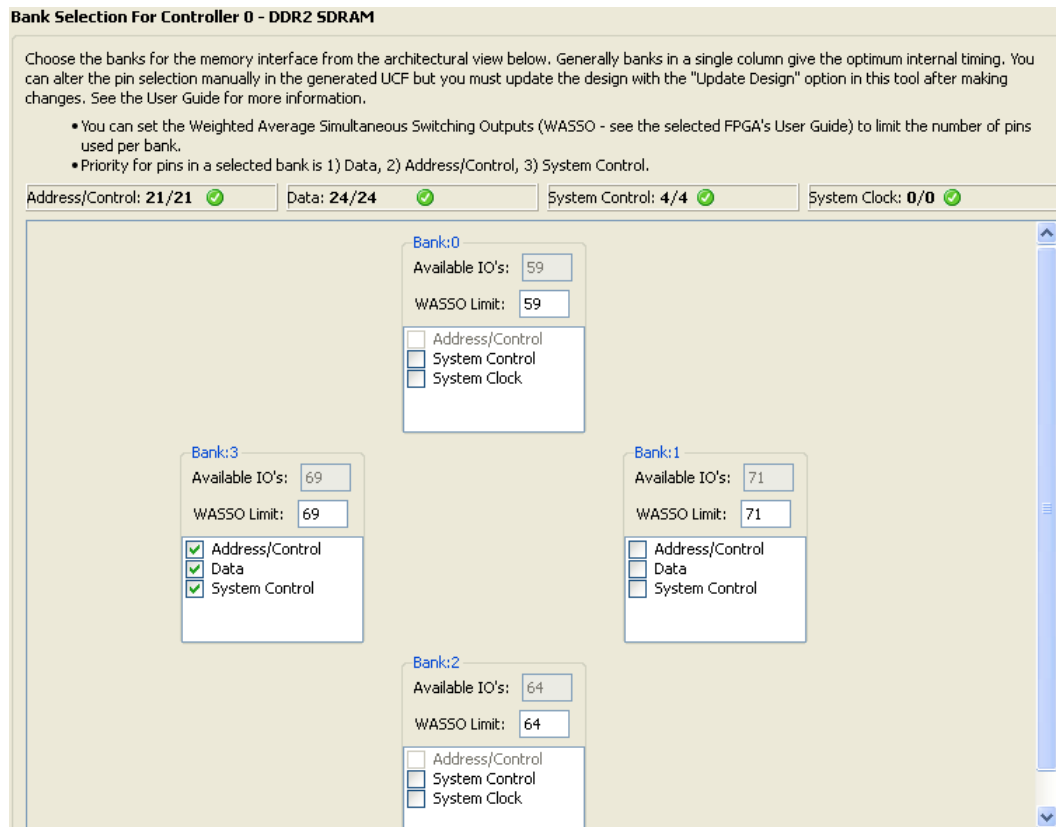 Bank Selection For Controller 0 - DDR2 SDRAM
Choose the banks for the memory interface from the architectural view below. Generally banks in a single column give the optimum internal timing. You
can alter the pin selection manually in the generated UCF but you must update the design with the "Update Design" option in this tool after making
changes. See the User Guide for more information.
• You can set the Weighted Average Simultaneous Switching Outputs (WASSO - see the selected FPGA's User Guide) to limit the number of pins
used per bank.
• Priority for pins in a selected bank is 1) Data, 2) Address/Control, 3) System Control.
Address/Control: 21/21 Data: 24/24 System Control: 4/4 System Clock: 0/0
Bank:0
Available IO's: 59
WASSO Limit: 59
Address/Control
System Control
System Clock
Bank:3
Available IO's: 69
WASSO Limit: 69
Address/Control
Data
System Control
Bank:1
Available IO's: 71
WASSO Limit: 71
Address/Control
Data
System Control
Bank:2
Available IO's: 64
WASSO Limit: 64
Address/Control
System Control
System Clock